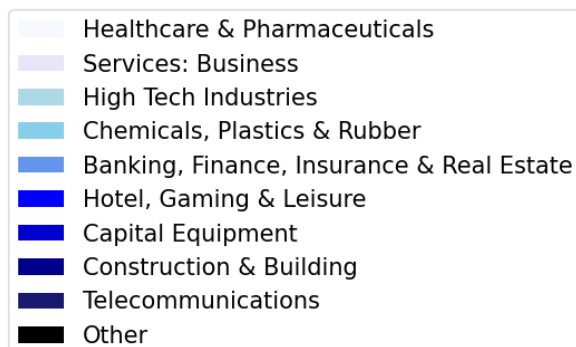 Healthcare & Pharmaceuticals
Services: Business
High Tech Industries
Chemicals, Plastics & Rubber
Banking, Finance, Insurance & Real Estate
Hotel, Gaming & Leisure
Capital Equipment
Construction & Building
Telecommunications
Other